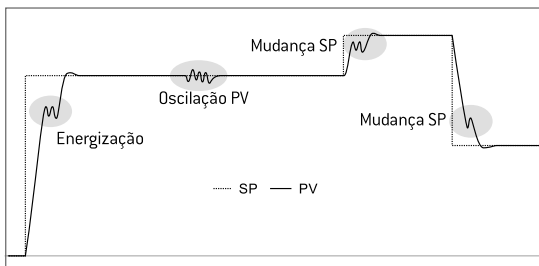 Mudança SP
Oscilação PV
Mudança SP
Energização
SP PV